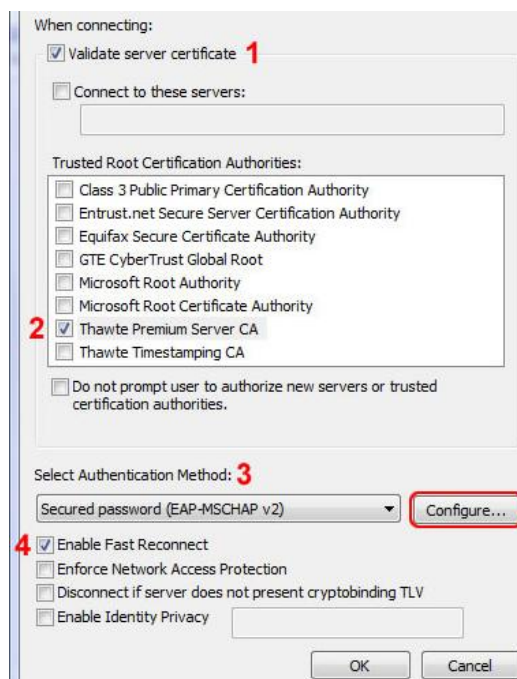 When connecting:
Validate server certificate 1
Connect to these servers:
Trusted Root Certification Authorities:
Class 3 Public Primary Certification Authority
Entrust.net Secure Server Certification Authority
Equifax Secure Certificate Authority
GTE CyberTrust Global Root
Microsoft Root Authority
Microsoft Root Certificate Authority
2 Thawte Premium Server CA
Thawte Timestamping CA
Do not prompt user to authorize new servers or trusted
certification authorities.
Select Authentication Method: 3
Secured password (EAP-MSCHAP v2) Configure...
4 Enable Fast Reconnect
Enforce Network Access Protection
Disconnect if server does not present cryptobinding TLV
Enable Identity Privacy
OK Cancel